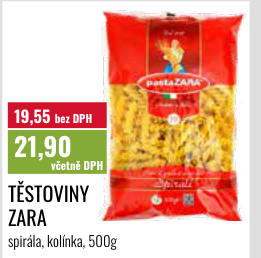 pastaZARA
19,55 bez DPH
21,90
včetně DPH
TĚSTOVINY
ZARA
spirála, kolínka, 500g